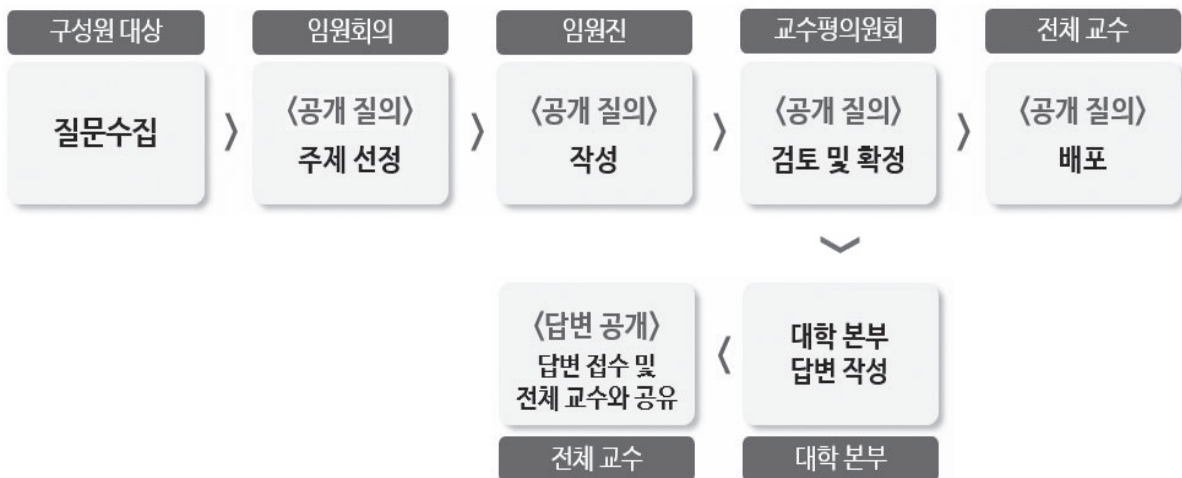 구성원 대상
질문수집
임원회의
〈공개 질의〉
주제 선정
임원진
〈공개 질의〉
작성
교수평의원회
〈공개 질의〉
검토 및 확정
전체 교수
〈공개 질의〉
배포
대학 본부
답변 작성
대학 본부
〈답변 공개〉
답변 접수 및
전체 교수와 공유
전체 교수